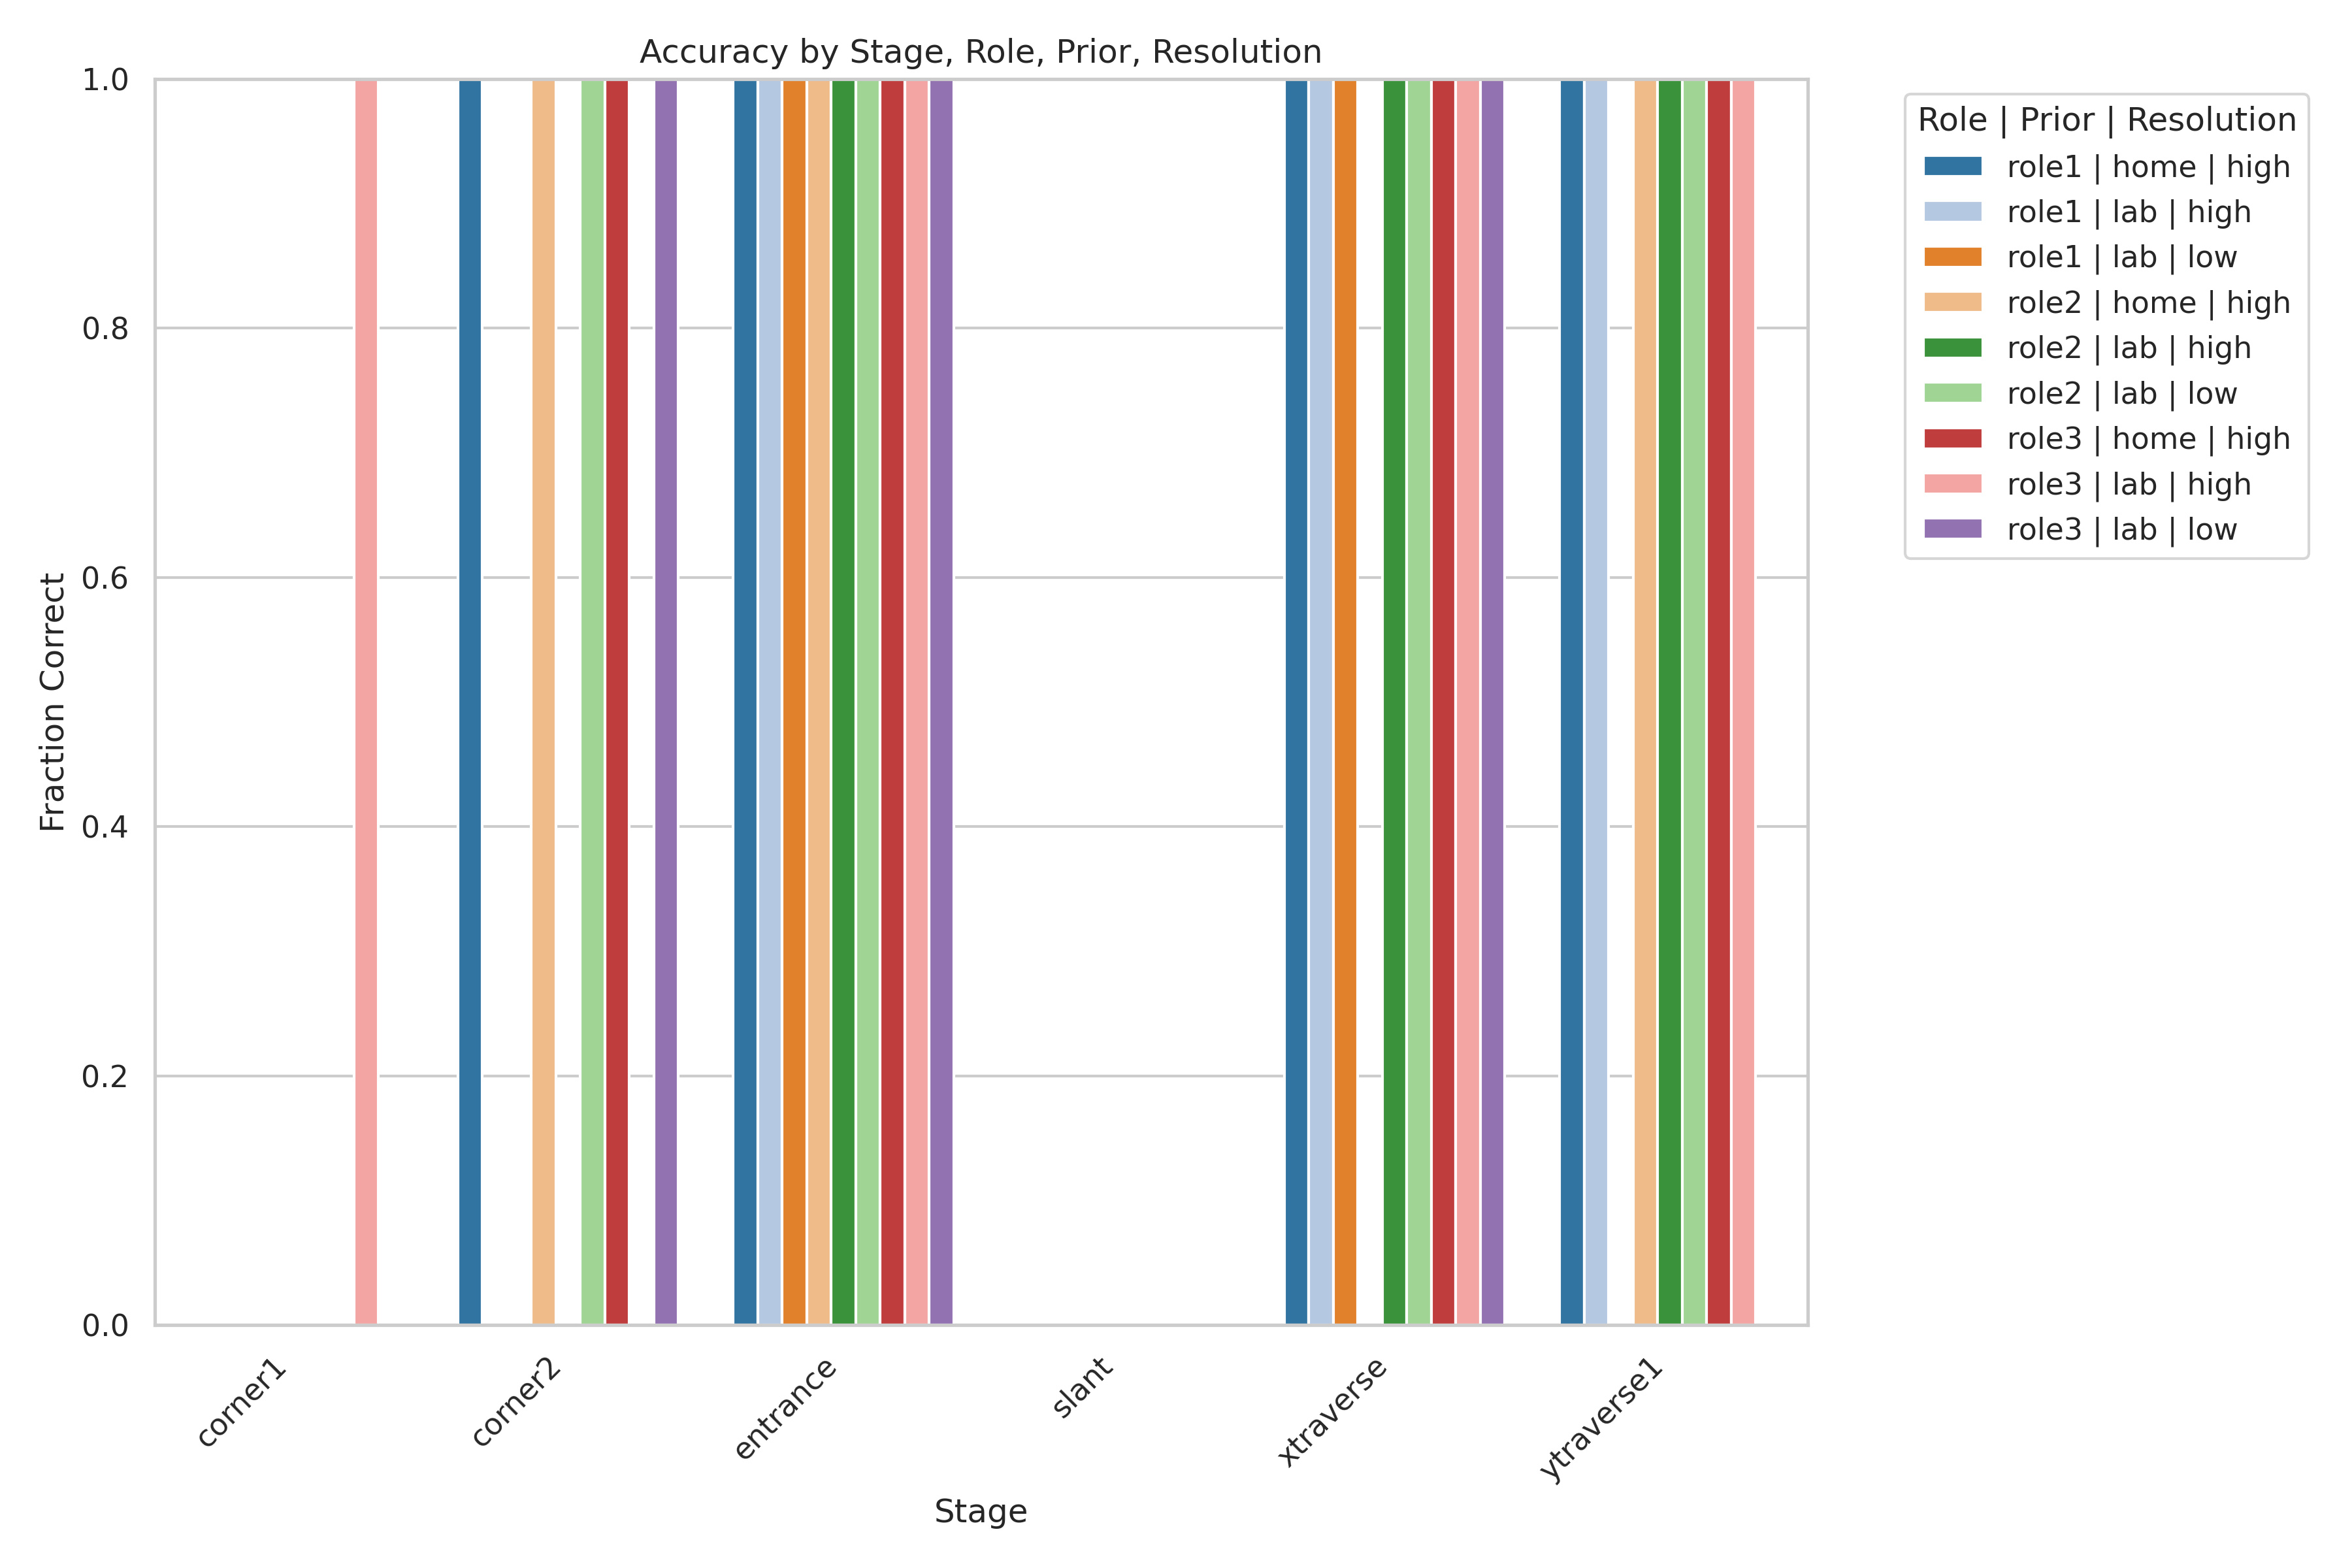 Accuracy by Stage, Role, Prior, Resolution
Fraction Correct
1.0
0.8
0.6
0.4
0.2
0.0
corner1
corner2
entrance
slant
xtraverse
ytraverse1
Stage
Role | Prior | Resolution
role1 | home | high
role1 | lab | high
role1 | lab | low
role2 | home | high
role2 | lab | high
role2 | lab | low
role3 | home | high
role3 | lab | high
role3 | lab | low